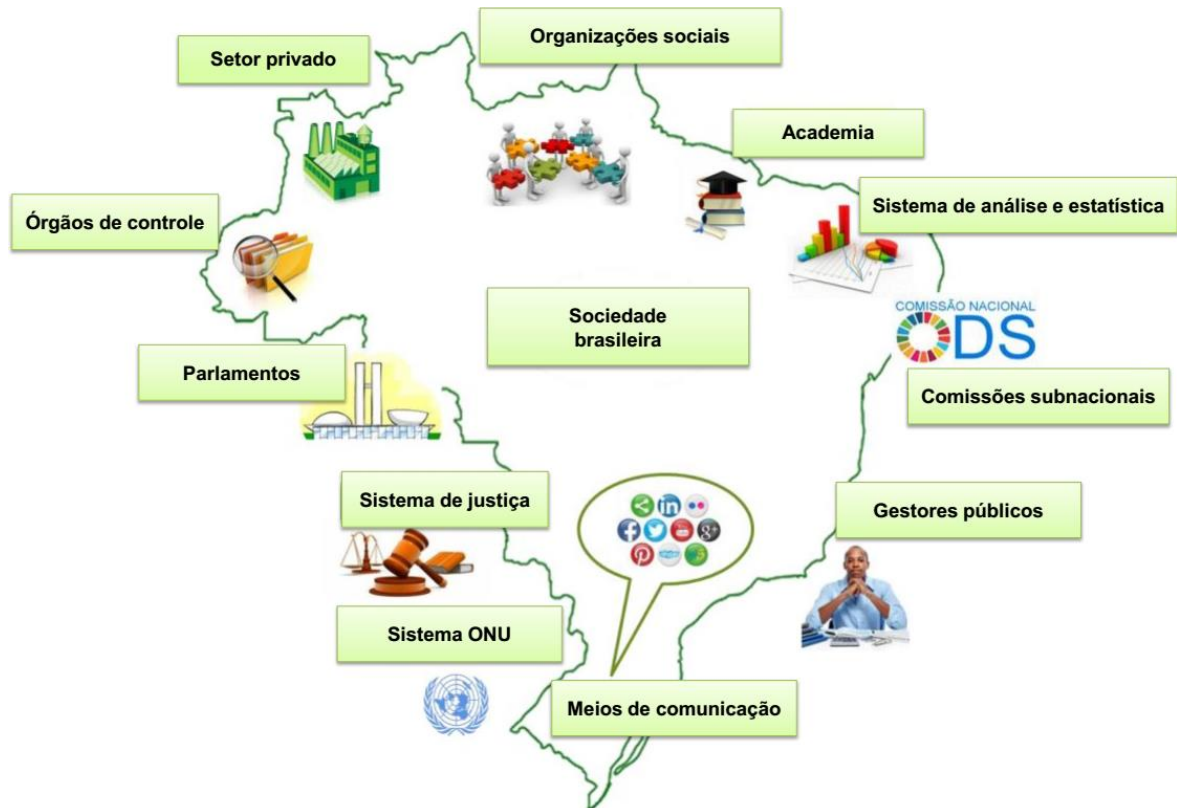 Organizações sociais
Setor privado
Academia
Órgãos de controle
Sistema de análise e estatística
Sociedade
brasileira
COMISSÃO NACIONAL
ODS
Parlamentos
Comissões subnacionais
Sistema de justiça
Gestores públicos
in
f
g+
Sistema ONU
Meios de comunicação